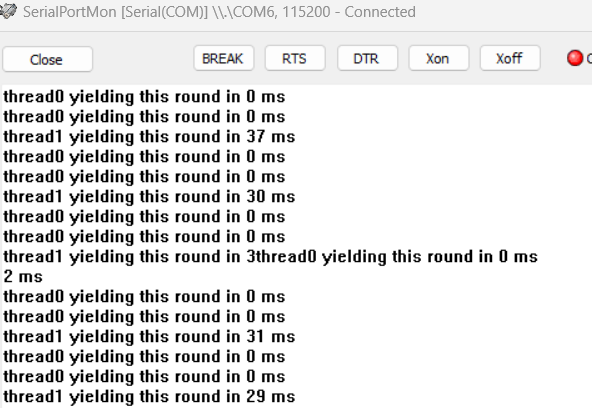 SerialPortMon [Serial(COM)] \\.\COM6, 115200 - Connected
Close BREAK RTS DTR Xon Xoff
thread0 yielding this round in 0 ms
thread0 yielding this round in 0 ms
thread1 yielding this round in 37 ms
thread0 yielding this round in 0 ms
thread0 yielding this round in 0 ms
thread1 yielding this round in 30 ms
thread0 yielding this round in 0 ms
thread0 yielding this round in 0 ms
thread1 yielding this round in 3thread0 yielding this round in 0 ms
2 ms
thread0 yielding this round in 0 ms
thread0 yielding this round in 0 ms
thread1 yielding this round in 31 ms
thread0 yielding this round in 0 ms
thread0 yielding this round in 0 ms
thread1 yielding this round in 29 ms